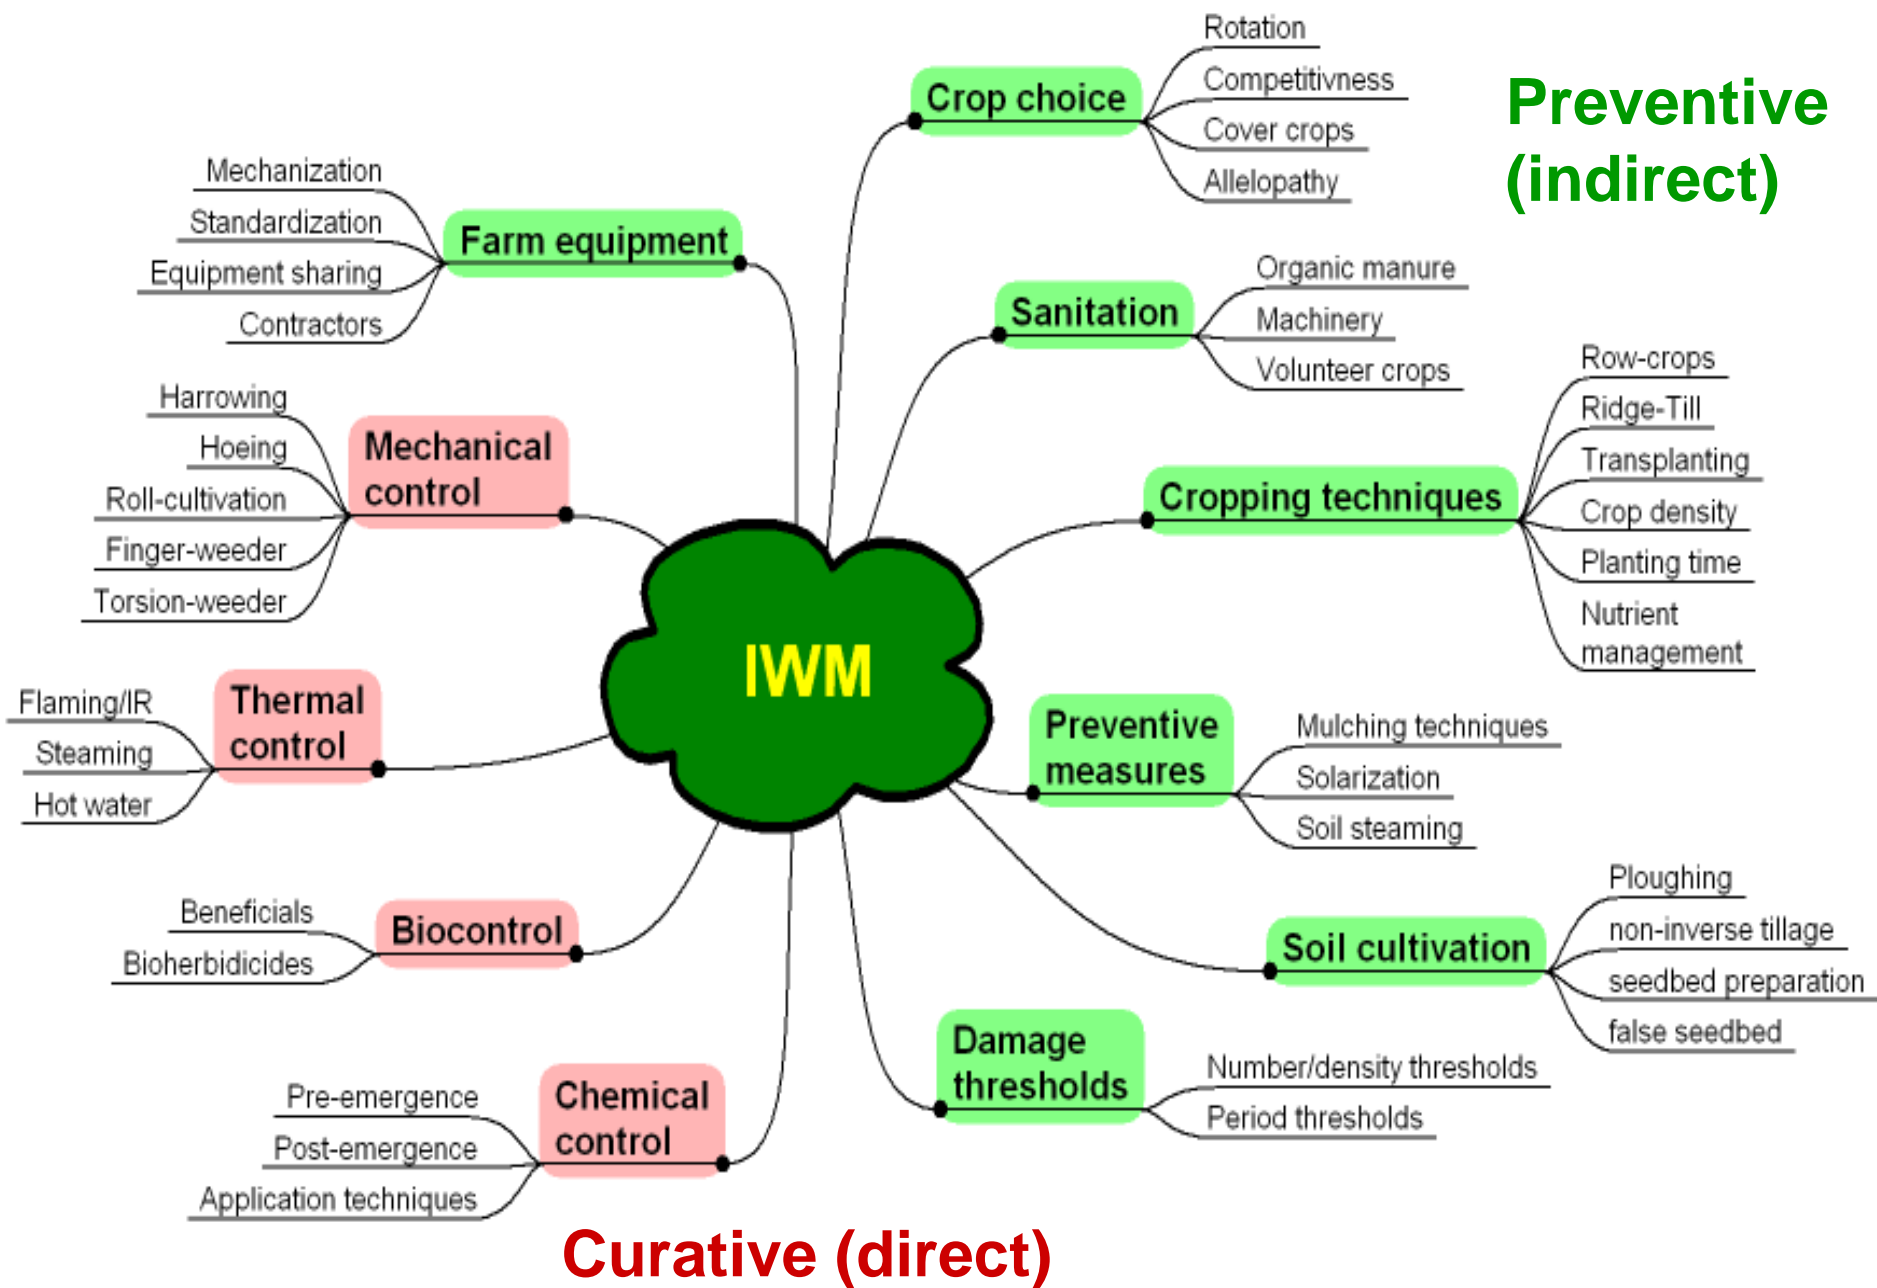 Preventive
(indirect)
Crop choice
Rotation
Competitivness
Cover crops
Allelopathy
Sanitation
Organic manure
Machinery
Volunteer crops
Cropping techniques
Row-crops
Ridge-Till
Transplanting
Crop density
Planting time
Nutrient
management
Preventive
measures
Mulching techniques
Solarization
Soil steaming
Soil cultivation
Ploughing
non-inverse tillage
seedbed preparation
false seedbed
Damage
thresholds
Number/density thresholds
Period thresholds
IWM
Farm equipment
Mechanization
Standardization
Equipment sharing
Contractors
Mechanical
control
Harrowing
Hoeing
Roll-cultivation
Finger-weeder
Torsion-weeder
Thermal
control
Flaming/IR
Steaming
Hot water
Biocontrol
Beneficials
Bioherbidicides
Chemical
control
Pre-emergence
Post-emergence
Application techniques
Curative (direct)